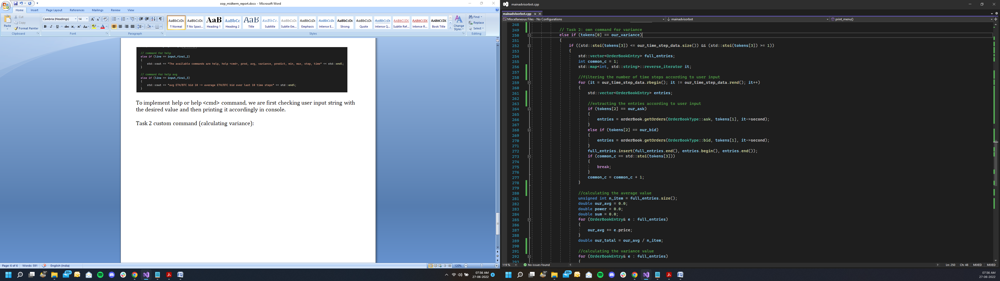 oop_midterm_report.docx - Microsoft Word
Home Insert Page Layout References Mailings Review View
Paste
Cut
Copy
Format Painter
Clipboard
Cambria (Headings) 14
Font
Paragraph
AaBbCcDc AaBbCcDc AaBbCc AaBbCc AaBbCcDc AaBbCcDc AaBbCcDc AaBbCcDc AaBbCcDc AaBbCcDc
¶ Normal ¶ No Spaci... Heading 1 Heading 2 Title Subtitle Subtle Em... Emphasis Intense E... Strong Quote Intense Q... Subtle Ref... Intense R... Book Title
Styles
Change Styles
Find
Replace
Select
Editing
// command for help
else if (line == input_final_2)
{
std::cout << "The available commands are help, help <cmd>, prod, avg, variance, predict, min, max, step, time" << std::endl;
}
// command for help avg
else if (line == input_final_3)
{
std::cout << "avg ETH/BTC bid 10 -> average ETH/BTC bid over last 10 time steps" << std::endl;
}
To implement help or help <cmd> command, we are first checking user input string with
the desired value and then printing it accordingly in console.
Task 2 custom command (calculating variance):
Page: 6 of 6 Words: 591 English (India) 120%
31° 99+ 07:56 AM
27-06-2022
mainadvisorbot.cpp
mainadvisorbot.cpp
Miscellaneous Files - No Configurations mainadvisorbot print_menu()
248
249 // Task 2: own command for variance
250 else if (tokens[0] == our_variance)
251 {
252 if ((std::stoi(tokens[3]) <= our_time_step_data.size()) && (std::stoi(tokens[3]) >= 1))
253 {
254 std::vector<OrderBookEntry> full_entries;
255 int common_c = 1;
256 std::map<int, std::string>::reverse_iterator it;
257
258 //filtering the number of time steps according to user input
259 for (it = our_time_step_data.rbegin(); it != our_time_step_data.rend(); it++)
260 {
261 std::vector<OrderBookEntry> entries;
262
263 //extracting the entries according to user input
264 if (tokens[2] == our_ask)
265 {
266 entries = orderBook.getOrders(OrderBookType::ask, tokens[1], it->second);
267 }
268 else if (tokens[2] == our_bid)
269 {
270 entries = orderBook.getOrders(OrderBookType::bid, tokens[1], it->second);
271 }
272 full_entries.insert(full_entries.end(), entries.begin(), entries.end());
273 if (common_c == std::stoi(tokens[3]))
274 {
275 break;
276 }
277 common_c = common_c + 1;
278 }
279
280 //calculating the average value
281 unsigned int n_item = full_entries.size();
282 double our_avg = 0.0;
283 double power = 0.0;
284 double sum = 0.0;
285 for (OrderBookEntry& e : full_entries)
286 {
287 our_avg += e.price;
288 }
289 double our_total = our_avg / n_item;
290
291 //calculating the variance value
292 for (OrderBookEntry& e : full_entries)
293 {
119 % No issues found Ln: 250 Ch: 48 MIXED MIXED
31° 99+ 07:56 AM
27-06-2022